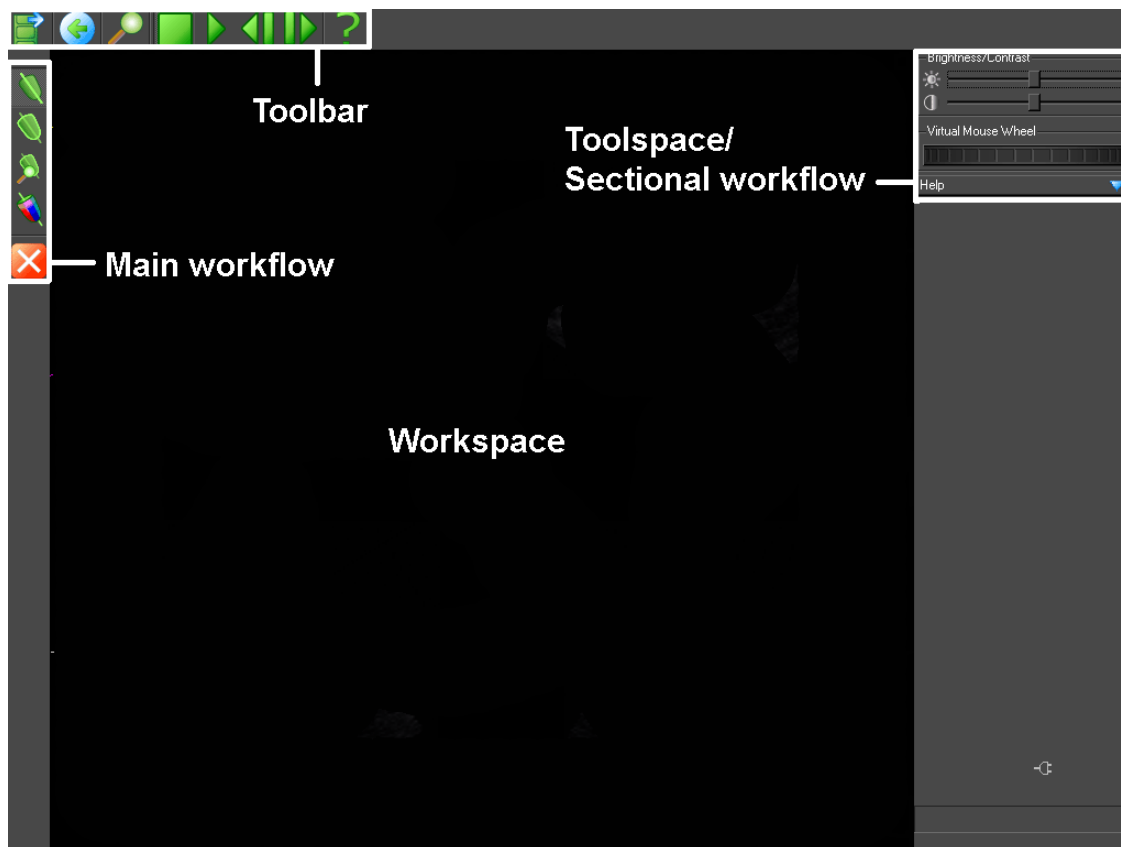 Toolbar
Brightness/Contrast
Toolspace/
Sectional workflow
Virtual Mouse Wheel
Help
Main workflow
Workspace